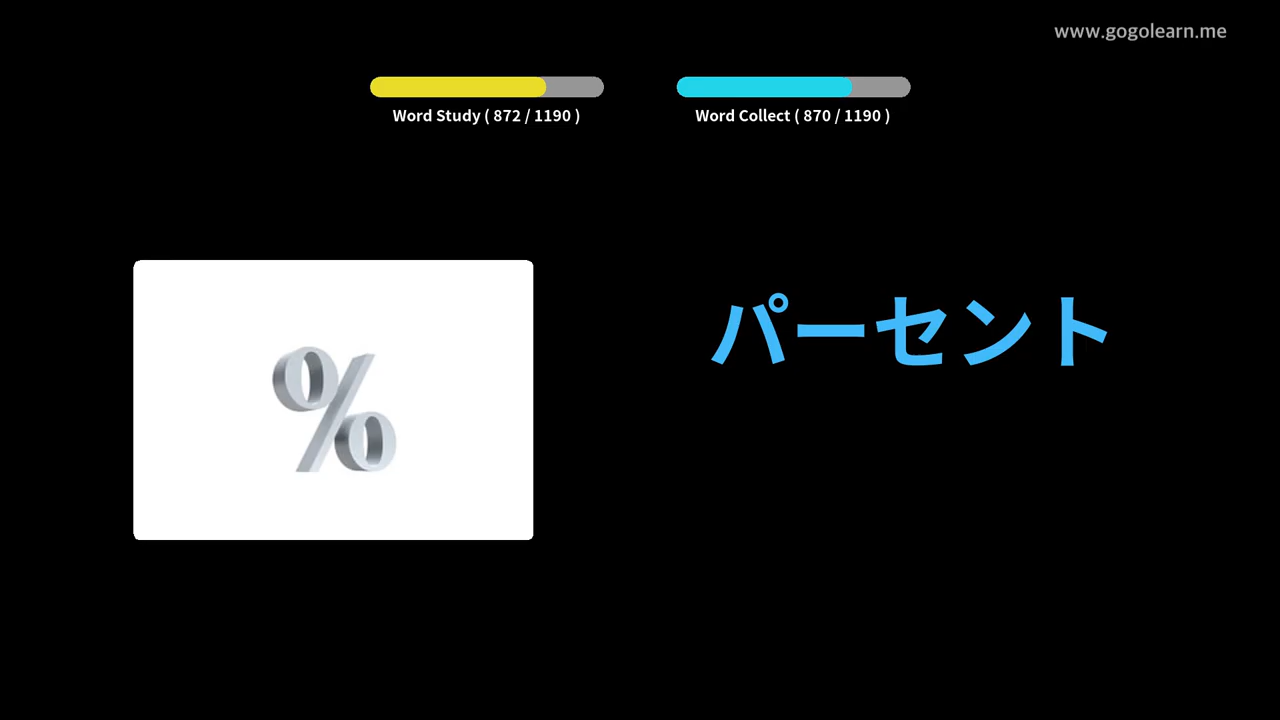 www.gogolearn.me
Word Study ( 872 / 1190 )
Word Collect ( 870 / 1190 )
%
パーセント